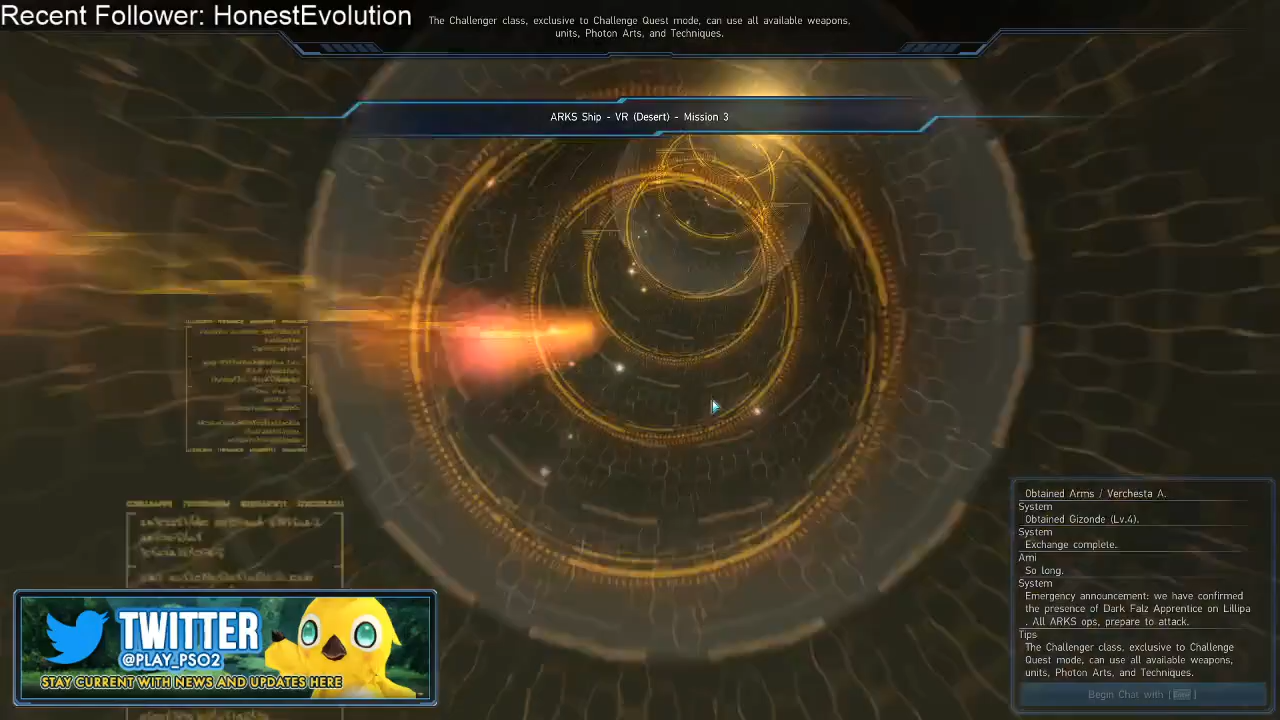 Recent Follower: HonestEvolution
The Challenger class, exclusive to Challenge Quest mode, can use all available weapons,
units, Photon Arts, and Techniques.
ARKS Ship - VR (Desert) - Mission 3
Obtained Arms / Verchesta A.
System
Obtained Gizonde (Lv.4).
System
Exchange complete.
Ami
So long.
System
Emergency announcement: we have confirmed
the presence of Dark Falz Apprentice on Lillipa
. All ARKS ops, prepare to attack.
Tips
The Challenger class, exclusive to Challenge
Quest mode, can use all available weapons,
units, Photon Arts, and Techniques.
Begin Chat with [Enter]
TWITTER
@PLAY_PSO2
STAY CURRENT WITH NEWS AND UPDATES HERE